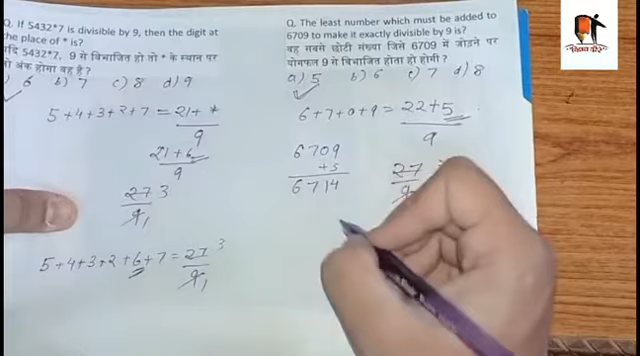 Q. If 5432*7 is divisible by 9, then the digit at
the place of * is?
यदि 5432*7, 9 से विभाजित हो तो * के स्थान पर
अंक होगा वह है?
6 b) 7 c) 8 d) 9
5+4+3+2+7 = 21+*
9
21+6
9
27 3
9 1
5+4+3+2+6+7 = 27 3
9 1
Q. The least number which must be added to
6709 to make it exactly divisible by 9 is?
वह सबसे छोटी संख्या जिसे 6709 में जोड़ने पर
योगफल 9 से विभाजित होता हो होगी?
a) 5 b) 6 c) 7 d) 8
6+7+0+9 = 22+5
9
6709
+5
6714
27
9